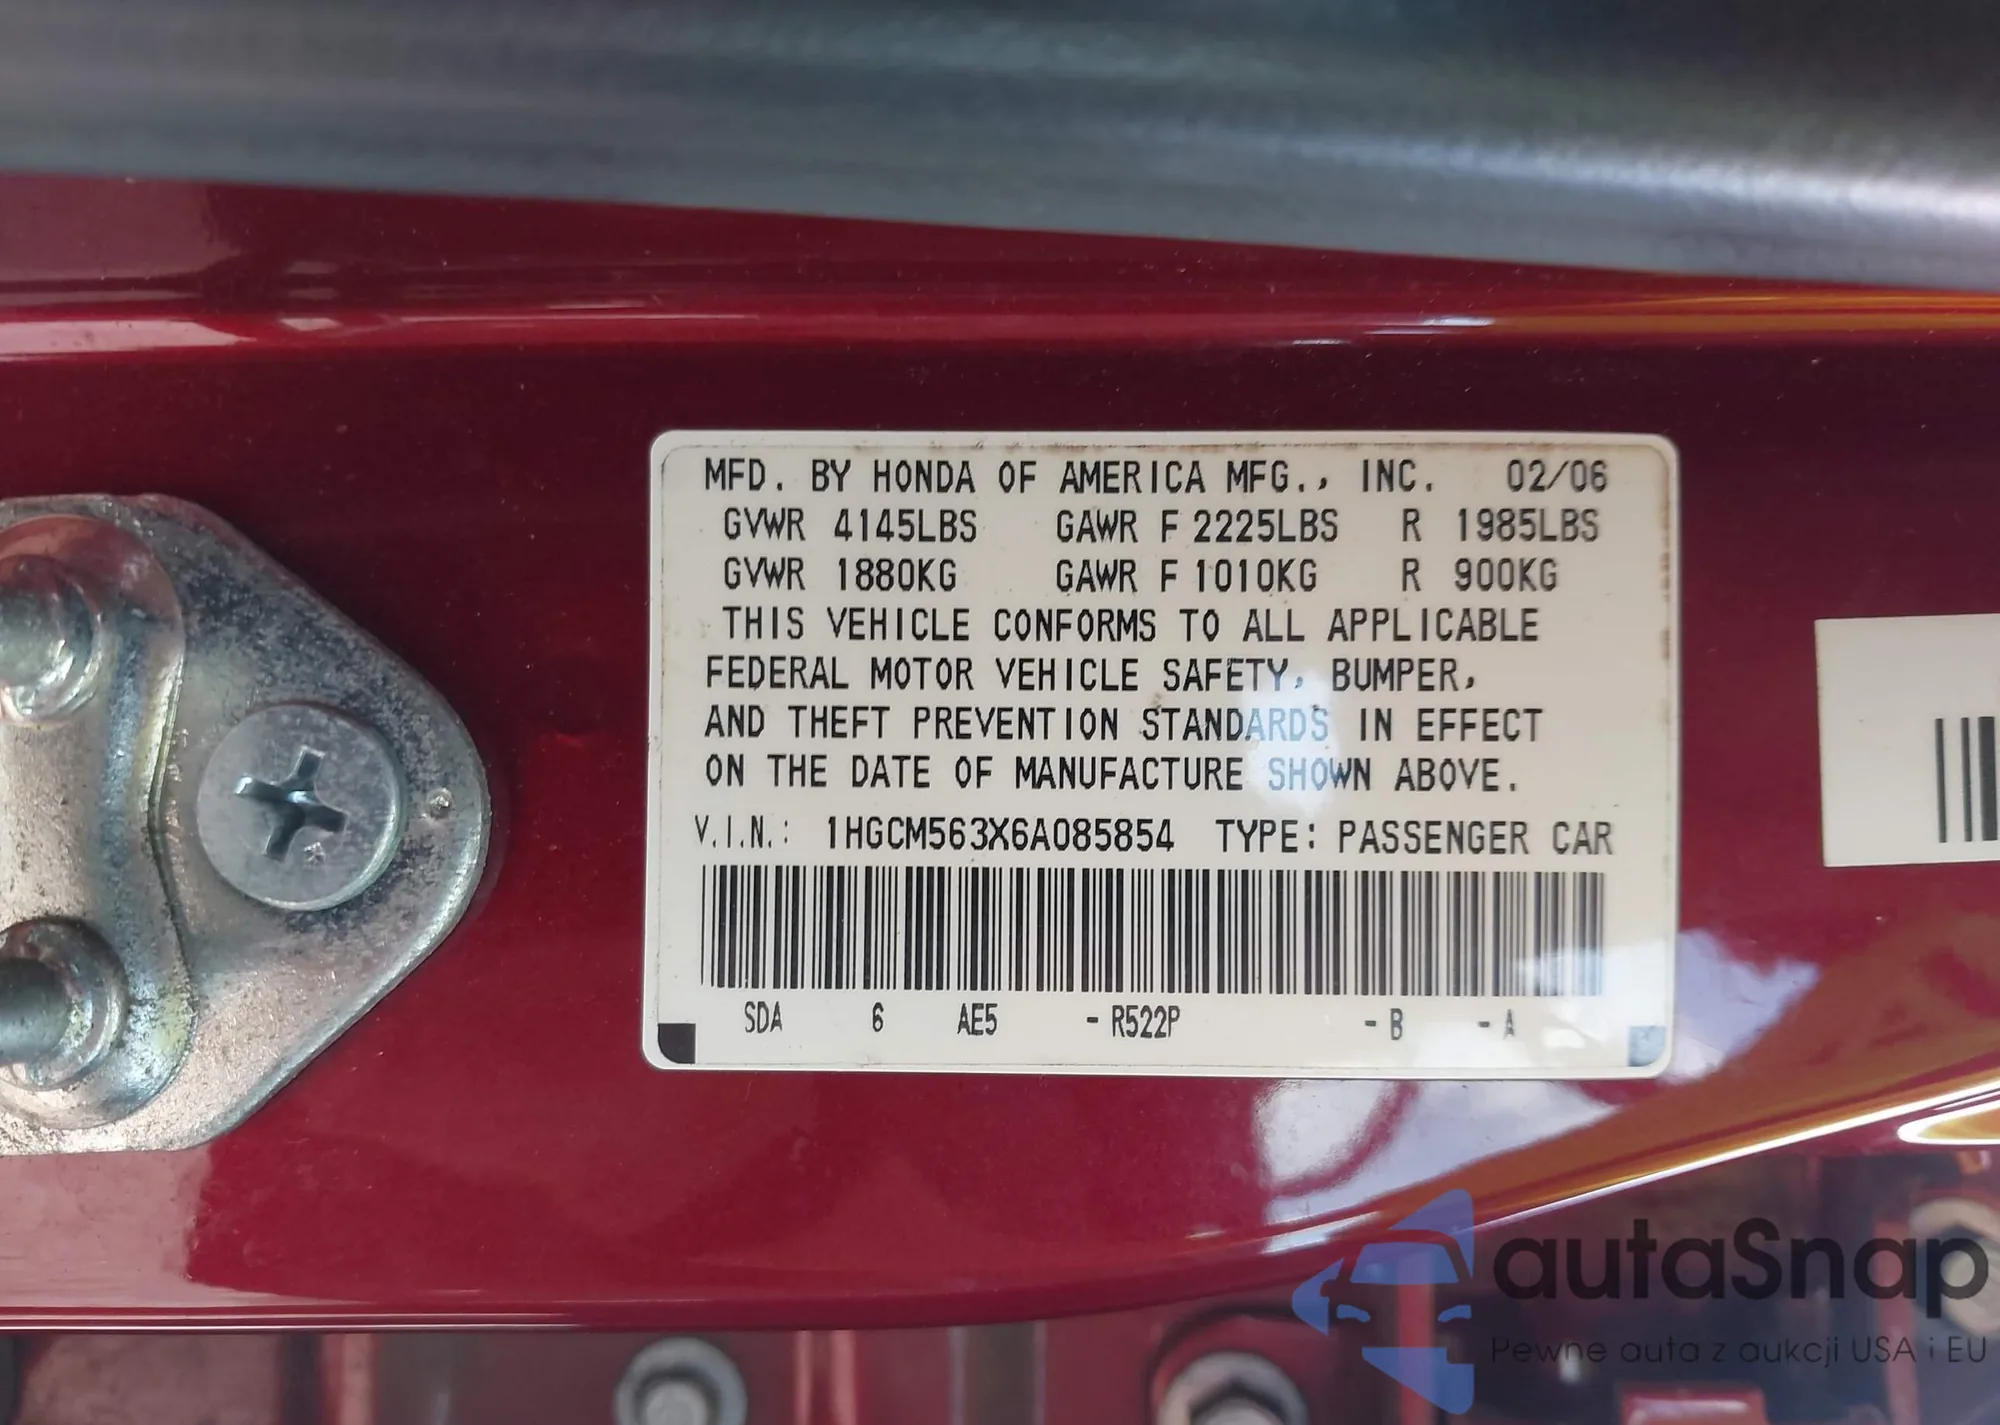 MFD. BY HONDA OF AMERICA MFG., INC. 02/06
GVWR 4145LBS GAWR F 2225LBS R 1985LBS
GVWR 1880KG GAWR F 1010KG R 900KG
THIS VEHICLE CONFORMS TO ALL APPLICABLE
FEDERAL MOTOR VEHICLE SAFETY, BUMPER,
AND THEFT PREVENTION STANDARDS IN EFFECT
ON THE DATE OF MANUFACTURE SHOWN ABOVE.
V.I.N.: 1HGCM563X6A085854 TYPE: PASSENGER CAR
SDA 6 AE5 -R522P -B -A
autaSnap
Pewne auta z aukcji USA i EU